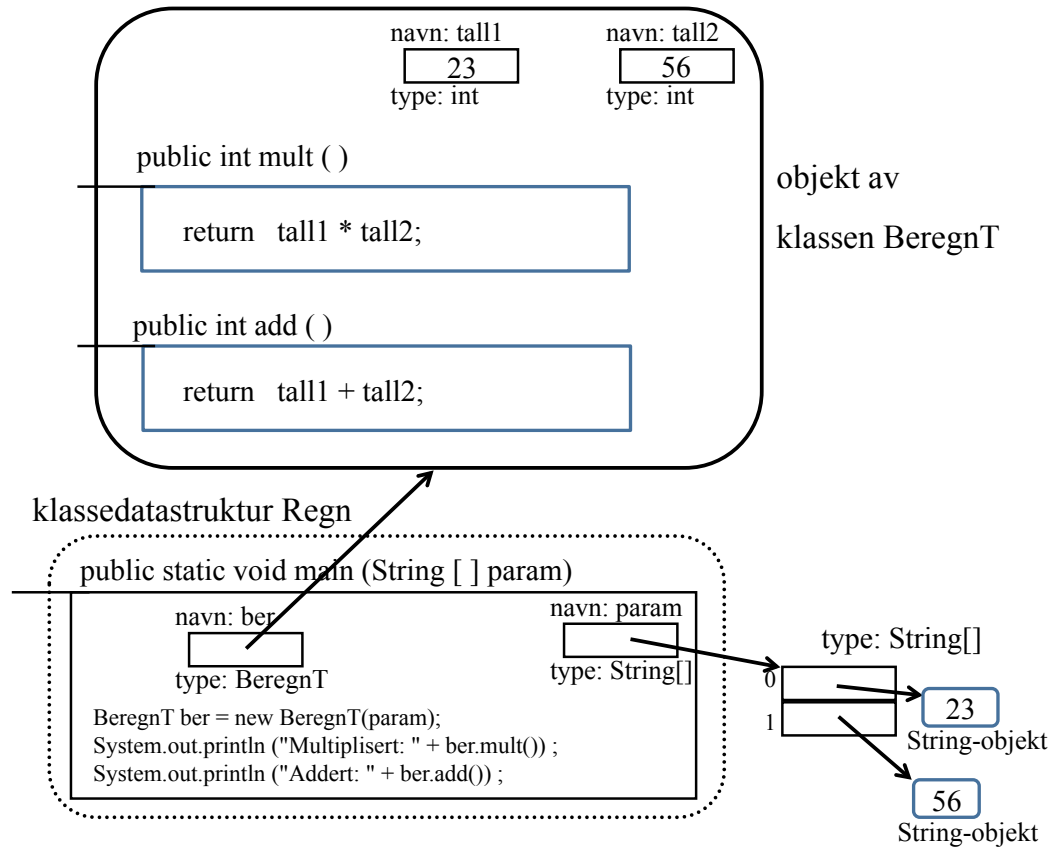 navn: tall1
23
type: int
navn: tall2
56
type: int
public int mult ( )
return tall1 * tall2;
public int add ( )
return tall1 + tall2;
objekt av
klassen BeregnT
klassedatastruktur Regn
public static void main (String [ ] param)
navn: ber
type: BeregnT
navn: param
type: String[]
BeregnT ber = new BeregnT(param);
System.out.println ("Multiplisert: " + ber.mult()) ;
System.out.println ("Addert: " + ber.add()) ;
type: String[]
0
1
23
String-objekt
56
String-objekt